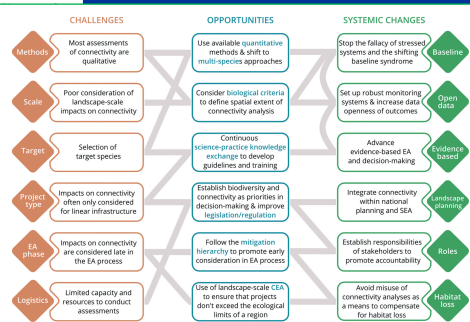 CHALLENGES
OPPORTUNITIES
SYSTEMIC CHANGES
Methods
Most assessments
of connectivity are
qualitative
Use available quantitative
methods & shift to
multi-species approaches
Stop the fallacy of stressed
systems and the shifting
baseline syndrome
Baseline
Scale
Poor consideration of
landscape-scale
impacts on connectivity
Consider biological criteria
to define spatial extent of
connectivity analysis
Set up robust monitoring
systems & increase data
openness of outcomes
Open
data
Target
Selection of
target species
Continuous
science-practice knowledge
exchange to develop
guidelines and training
Advance
evidence-based EA
and decision-making
Evidence
based
Project
type
Impacts on connectivity
often only considered
for linear infrastructure
Establish biodiversity and
connectivity as priorities in
decision-making & improve
legislation/regulation
Integrate connectivity
within national
planning and SEA
Landscape
planning
EA
phase
Impacts on connectivity
are considered late in
the EA process
Follow the mitigation
hierarchy to promote early
consideration in EA process
Establish responsibilities
of stakeholders to
promote accountability
Roles
Logistics
Limited capacity and
resources to conduct
assessments
Use of landscape-scale CEA
to ensure that projects
don't exceed the ecological
limits of a region
Avoid misuse of
connectivity analyses as
a means to compensate
for habitat loss
Habitat
loss